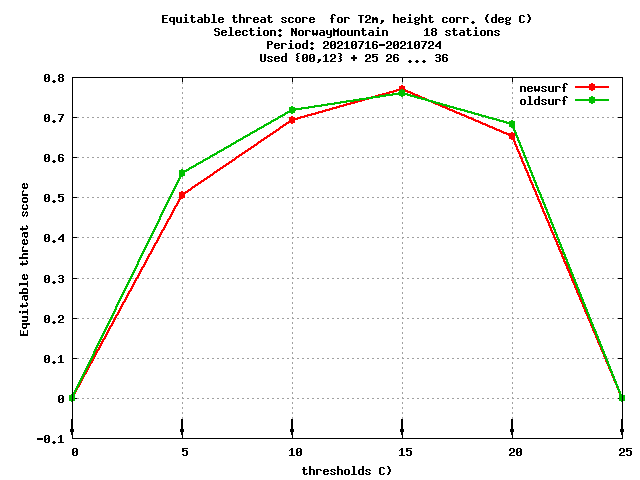 Equitable threat score  for T2m, height corr. (deg C)
Selection: NorwayMountain     18 stations
Period: 20210716-20210724
Used {00,12} + 25 26 ... 36
newsurf
oldsurf
Equitable threat score
0.8
0.7
0.6
0.5
0.4
0.3
0.2
0.1
0
-0.1
0 5 10 15 20 25
thresholds C)